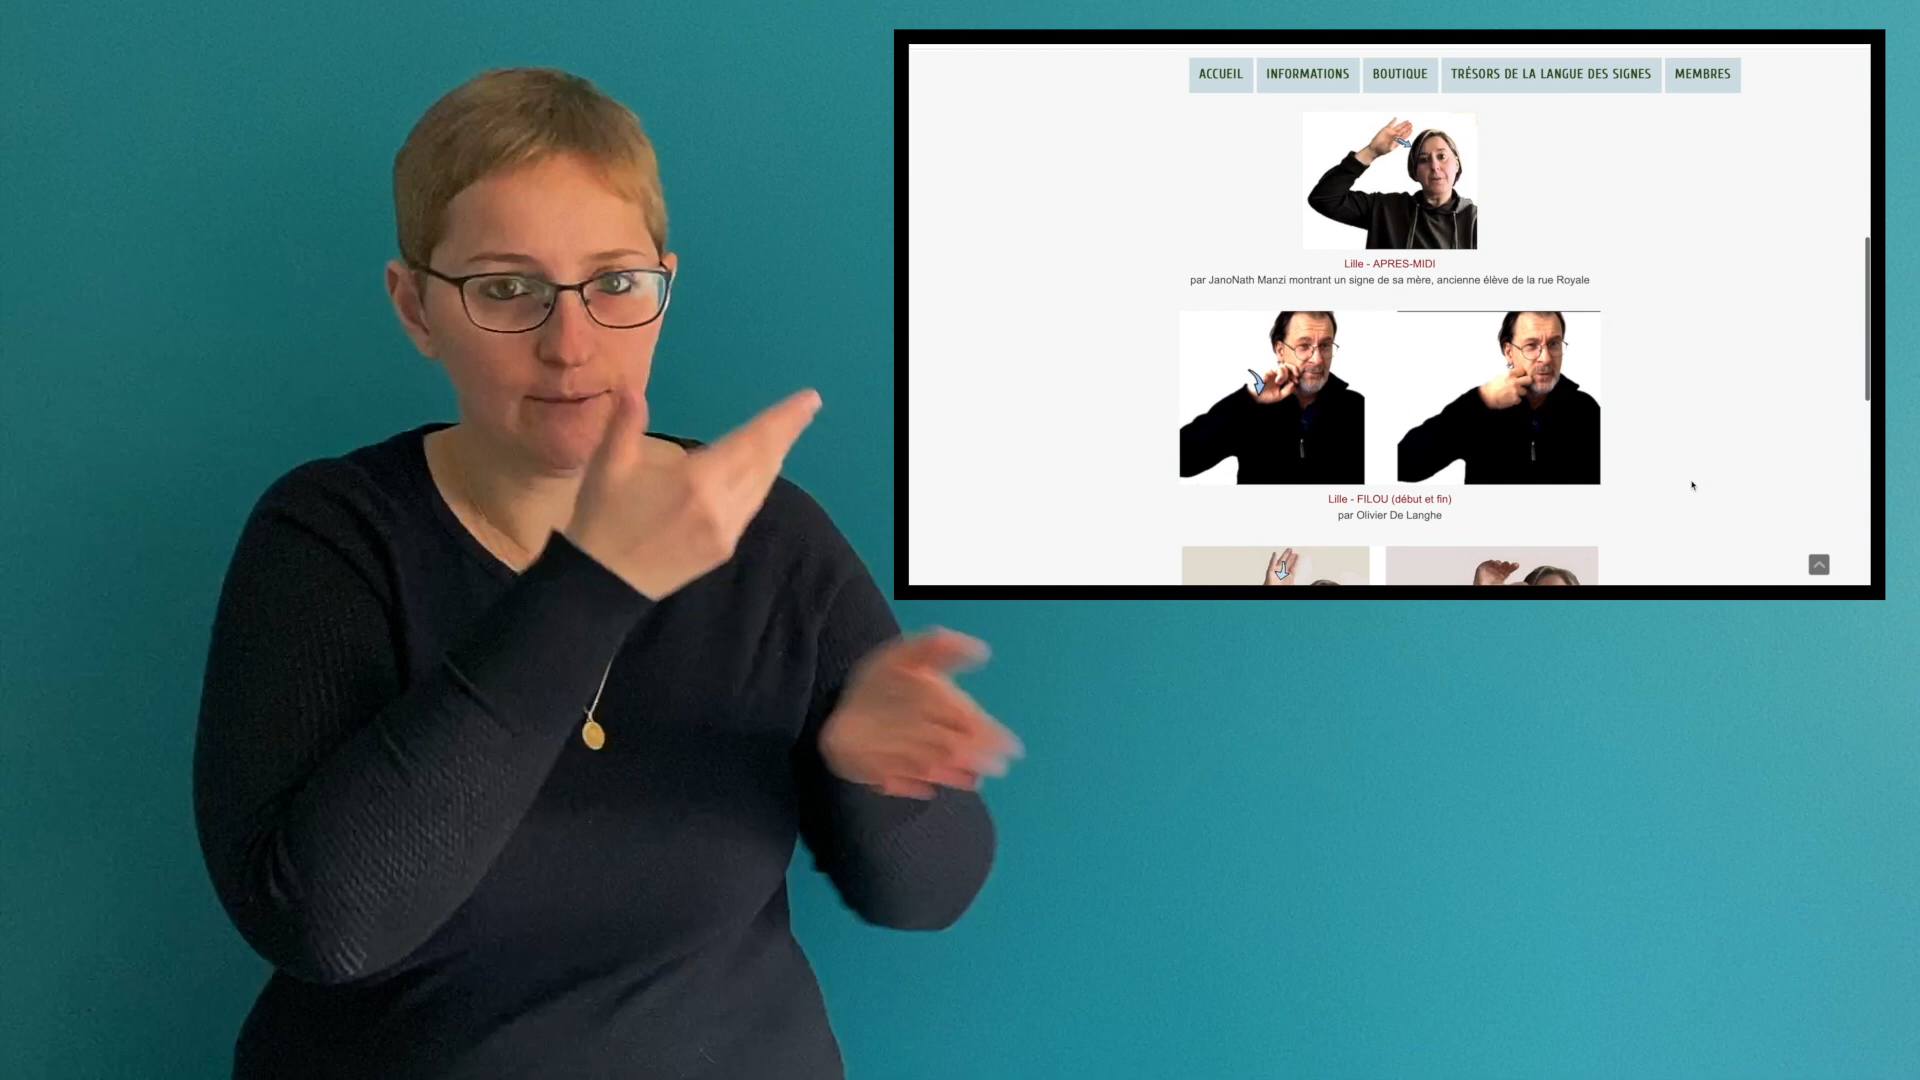 ACCUEIL INFORMATIONS BOUTIQUE TRÉSORS DE LA LANGUE DES SIGNES MEMBRES
Lille - APRES-MIDI
par JanoNath Manzi montrant un signe de sa mère, ancienne élève de la rue Royale
Lille - FILOU (début et fin)
par Olivier De Langhe